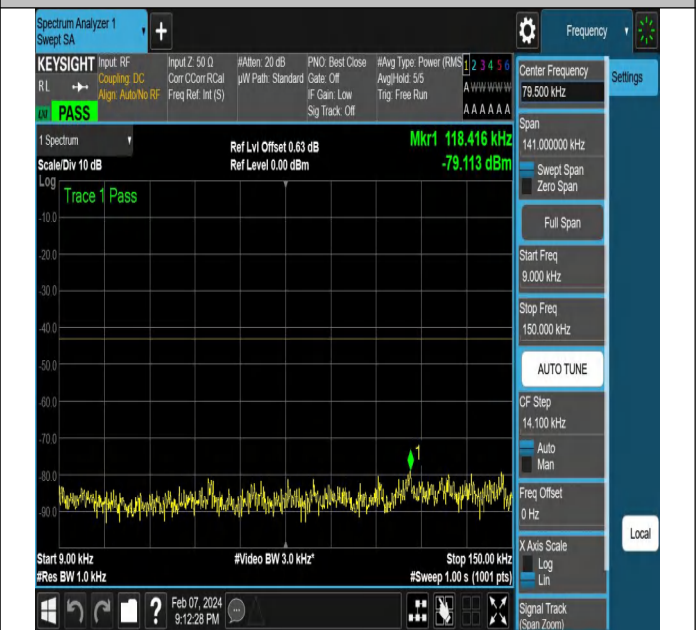 Spectrum Analyzer 1
Swept SA
+
Frequency
KEYSIGHT
RL
LXI
PASS
Input: RF
Coupling: DC
Align: Auto/No RF
Input Z: 50 Ω
Corr CCorr RCal
Freq Ref: Int (S)
#Atten: 20 dB
µW Path: Standard
PNO: Best Close
Gate: Off
IF Gain: Low
Sig Track: Off
#Avg Type: Power (RMS
Avg|Hold: 5/5
Trig: Free Run
1 2 3 4 5 6
A W W W W W
A A A A A A
Center Frequency
79.500 kHz
Settings
Span
141.000000 kHz
Swept Span
Zero Span
Full Span
Start Freq
9.000 kHz
Stop Freq
150.000 kHz
AUTO TUNE
CF Step
14.100 kHz
Auto
Man
Freq Offset
0 Hz
Local
X Axis Scale
Log
Lin
Signal Track
(Span Zoom)
1 Spectrum
Scale/Div 10 dB
Ref Lvl Offset 0.63 dB
Ref Level 0.00 dBm
Mkr1 118.416 kHz
-79.113 dBm
Log
Trace 1 Pass
-10.0
-20.0
-30.0
-40.0
-50.0
-60.0
-70.0
-80.0
-90.0
1
Start 9.00 kHz
#Res BW 1.0 kHz
#Video BW 3.0 kHz*
Stop 150.00 kHz
#Sweep 1.00 s (1001 pts)
?
Feb 07, 2024
9:12:28 PM